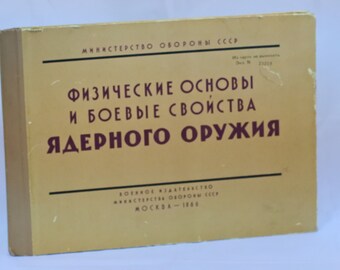 МИНИСТЕРСТВО ОБОРОНЫ СССР
ФИЗИЧЕСКИЕ ОСНОВЫ
И БОЕВЫЕ СВОЙСТВА
ЯДЕРНОГО ОРУЖИЯ
ВОЕННОЕ ИЗДАТЕЛЬСТВО
МИНИСТЕРСТВА ОБОРОНЫ СССР
МОСКВА —